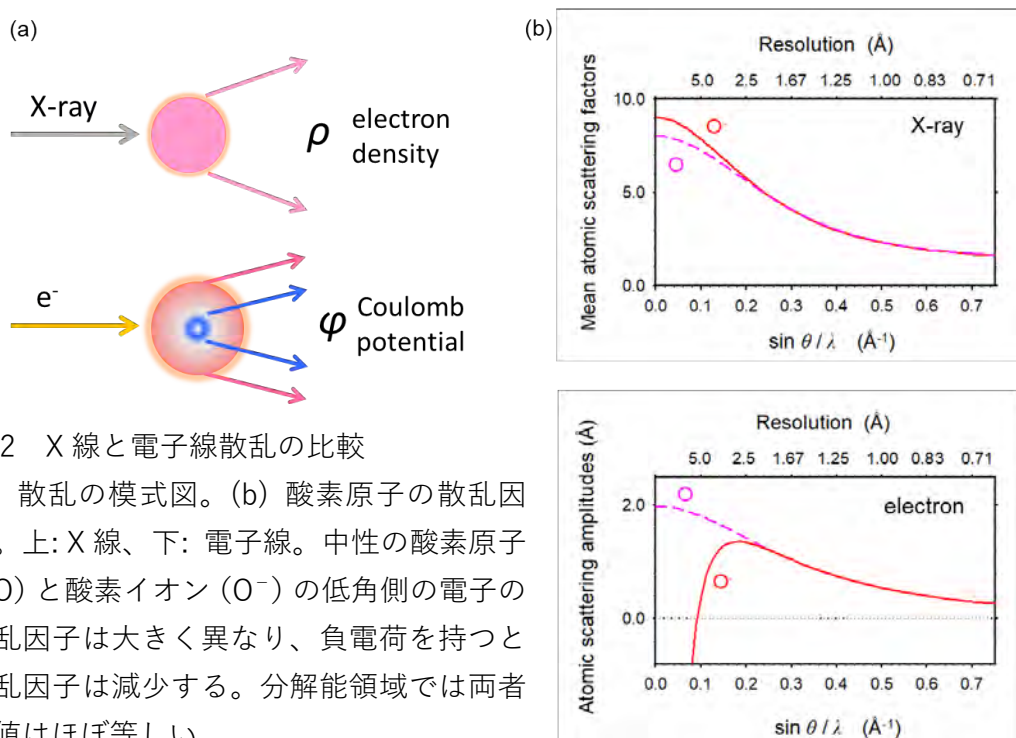 (a)
X-ray
ρ
electron
density
e⁻
φ
Coulomb
potential
2 X 線と電子線散乱の比較
散乱の模式図。(b) 酸素原子の散乱因
。上: X 線、下: 電子線。中性の酸素原子
O) と酸素イオン (O⁻) の低角側の電子の
乱因子は大きく異なり、負電荷を持つと
乱因子は減少する。分解能領域では両者
値はほぼ等しい
(b)
Resolution (Å)
5.0 2.5 1.67 1.25 1.00 0.83 0.71
Mean atomic scattering factors
10.0
5.0
0.0
X-ray
O
O
0.0 0.1 0.2 0.3 0.4 0.5 0.6 0.7
sin θ / λ (Å⁻¹)
Resolution (Å)
5.0 2.5 1.67 1.25 1.00 0.83 0.71
Atomic scattering amplitudes (Å)
2.0
0.0
electron
O
O
0.0 0.1 0.2 0.3 0.4 0.5 0.6 0.7
sin θ / λ (Å⁻¹)